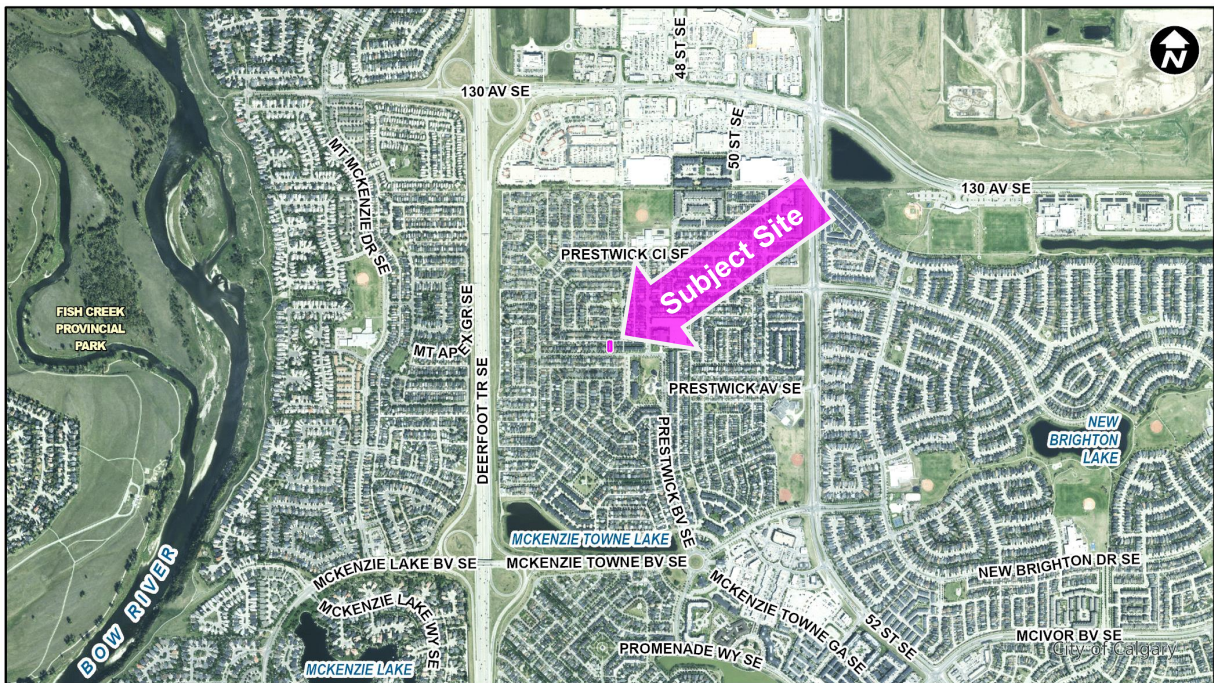 N
48 ST SE
130 AV SE
50 ST SE
MT MCKENZIE DR SE
130 AV SE
Subject Site
PRESTWICK CI SE
FISH CREEK
PROVINCIAL
PARK
EX GR SE
MT AP
DEERFOOT TR SE
PRESTWICK AV SE
PRESTWICK BV SE
NEW
BRIGHTON
LAKE
MCKENZIE TOWNE LAKE
BOW RIVER
MCKENZIE LAKE BV SE
MCKENZIE TOWNE BV SE
NEW BRIGHTON DR SE
MCKENZIE LAKE WY SE
MCKENZIE TOWNE GA SE
52 ST SE
MCIVOR BV SE
PROMENADE WY SE
City of Calgary
MCKENZIE LAKE